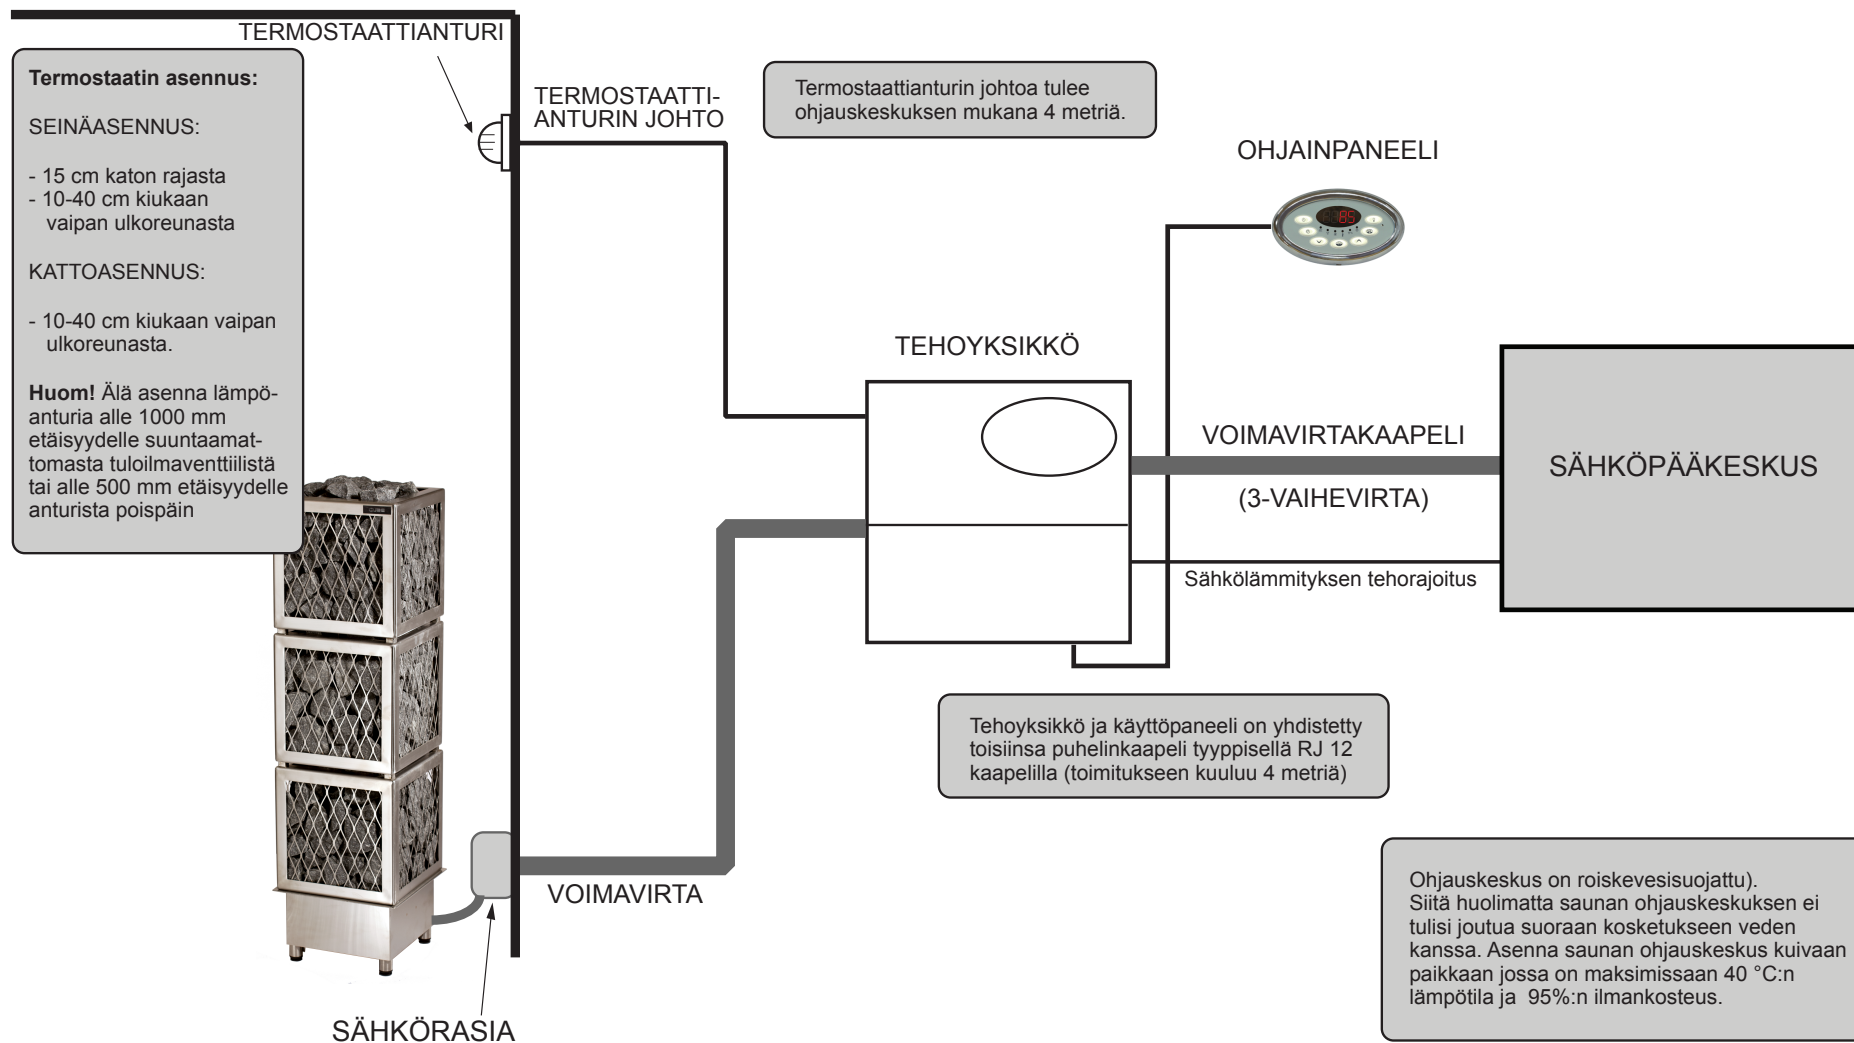 TERMOSTAATTIANTURI
Termostaatin asennus:
SEINÄASENNUS:
- 15 cm katon rajasta
- 10-40 cm kiukaan
vaipan ulkoreunasta
KATTOASENNUS:
- 10-40 cm kiukaan vaipan
ulkoreunasta.
Huom! Älä asenna lämpö-
anturia alle 1000 mm
etäisyydelle suuntaamat-
tomasta tuloilmaventtiilistä
tai alle 500 mm etäisyydelle
anturista poispäin
TERMOSTAATTI-
ANTURIN JOHTO
Termostaattianturin johtoa tulee
ohjauskeskuksen mukana 4 metriä.
OHJAINPANEELI
TEHOYKSIKKÖ
VOIMAVIRTAKAAPELI
(3-VAIHEVIRTA)
SÄHKÖPÄÄKESKUS
Sähkölämmityksen tehorajoitus
Tehoyksikkö ja käyttöpaneeli on yhdistetty
toisiinsa puhelinkaapeli tyyppisellä RJ 12
kaapelilla (toimitukseen kuuluu 4 metriä)
VOIMAVIRTA
SÄHKÖRASIA
Ohjauskeskus on roiskevesisuojattu).
Siitä huolimatta saunan ohjauskeskuksen ei
tulisi joutua suoraan kosketukseen veden
kanssa. Asenna saunan ohjauskeskus kuivaan
paikkaan jossa on maksimissaan 40 °C:n
lämpötila ja  95%:n ilmankosteus.